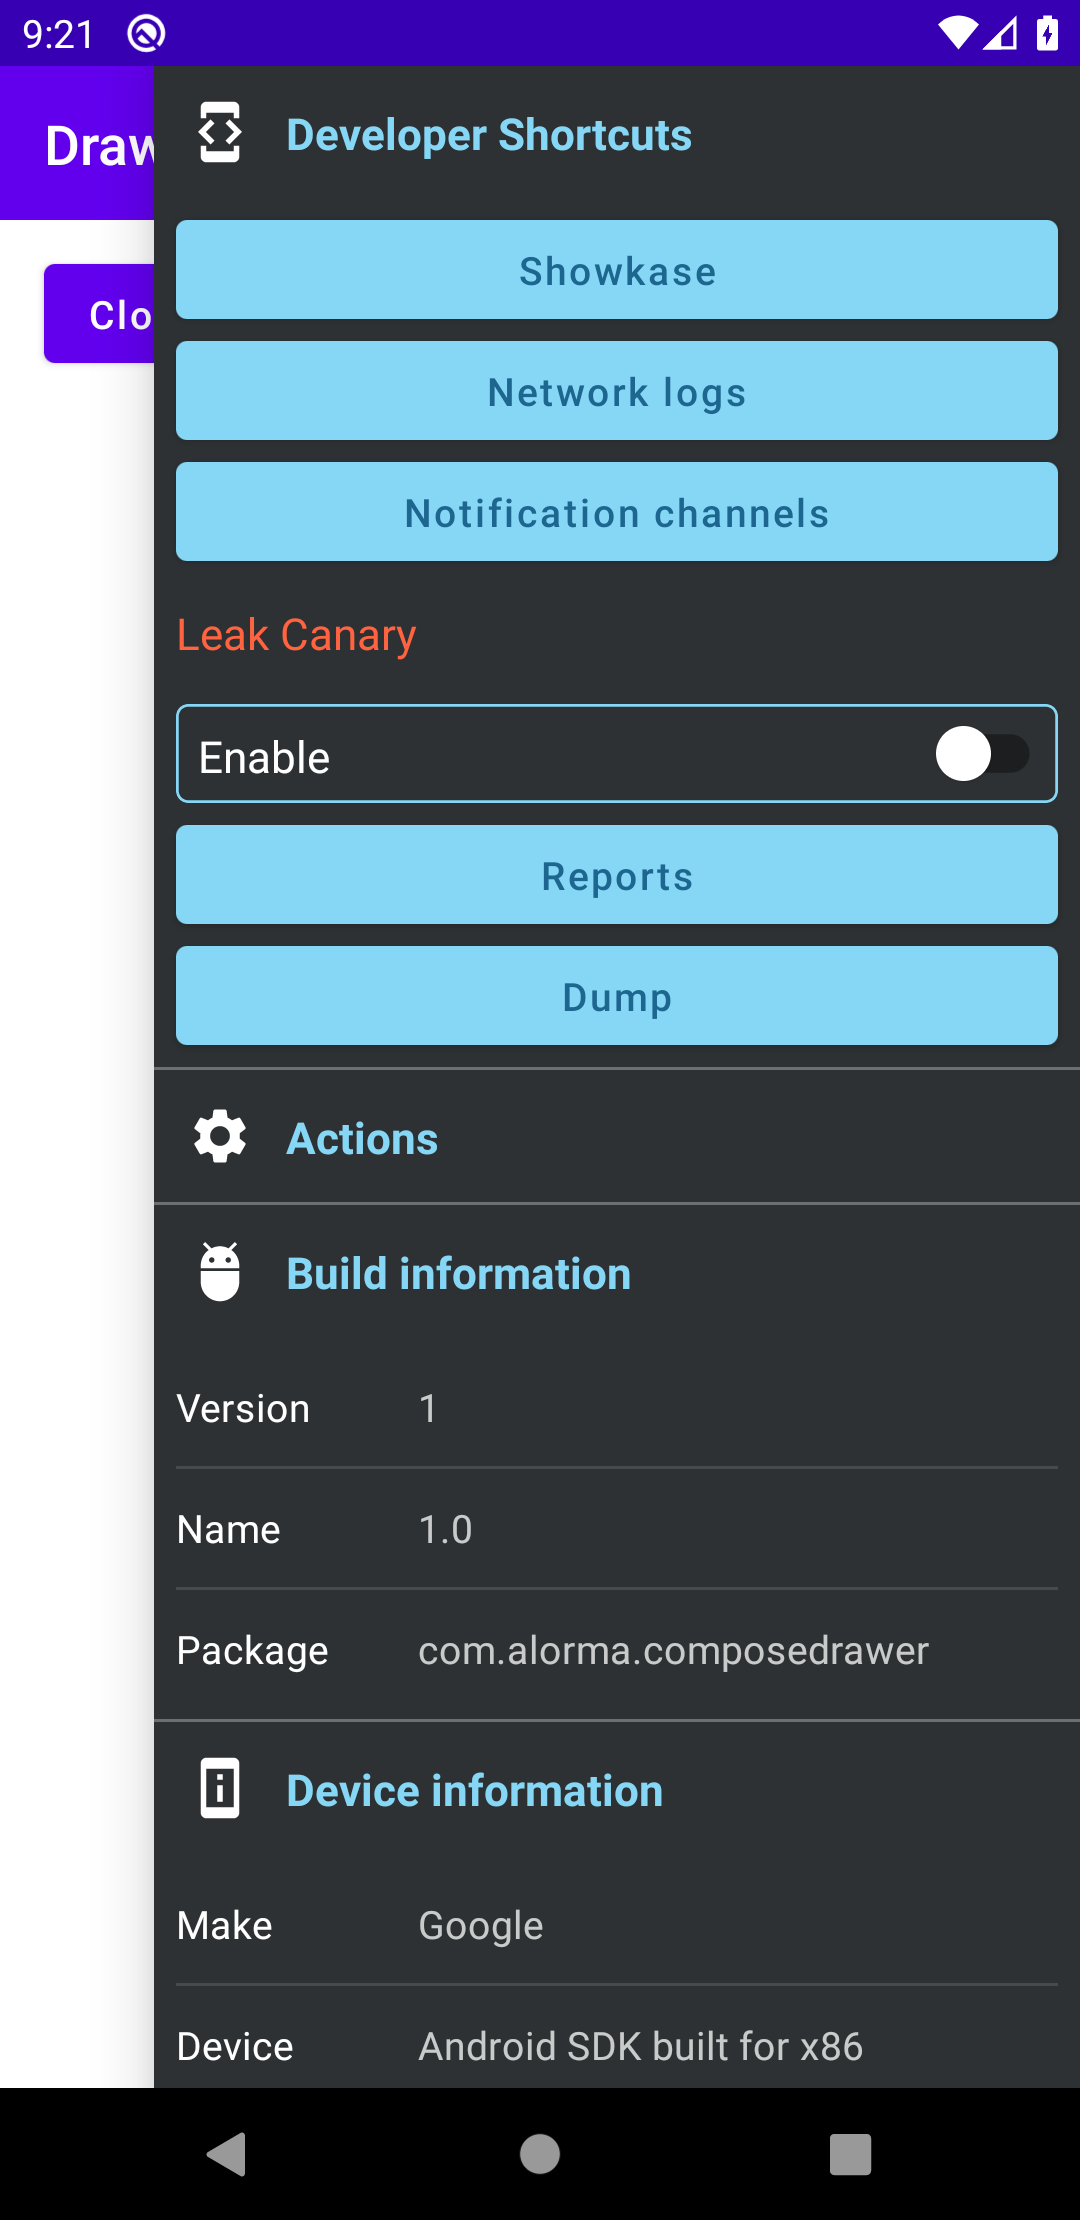 9:21
Draw
Clo
Developer Shortcuts
Showkase
Network logs
Notification channels
Leak Canary
Enable
Reports
Dump
Actions
Build information
Version 1
Name 1.0
Package com.alorma.composedrawer
Device information
Make Google
Device Android SDK built for x86